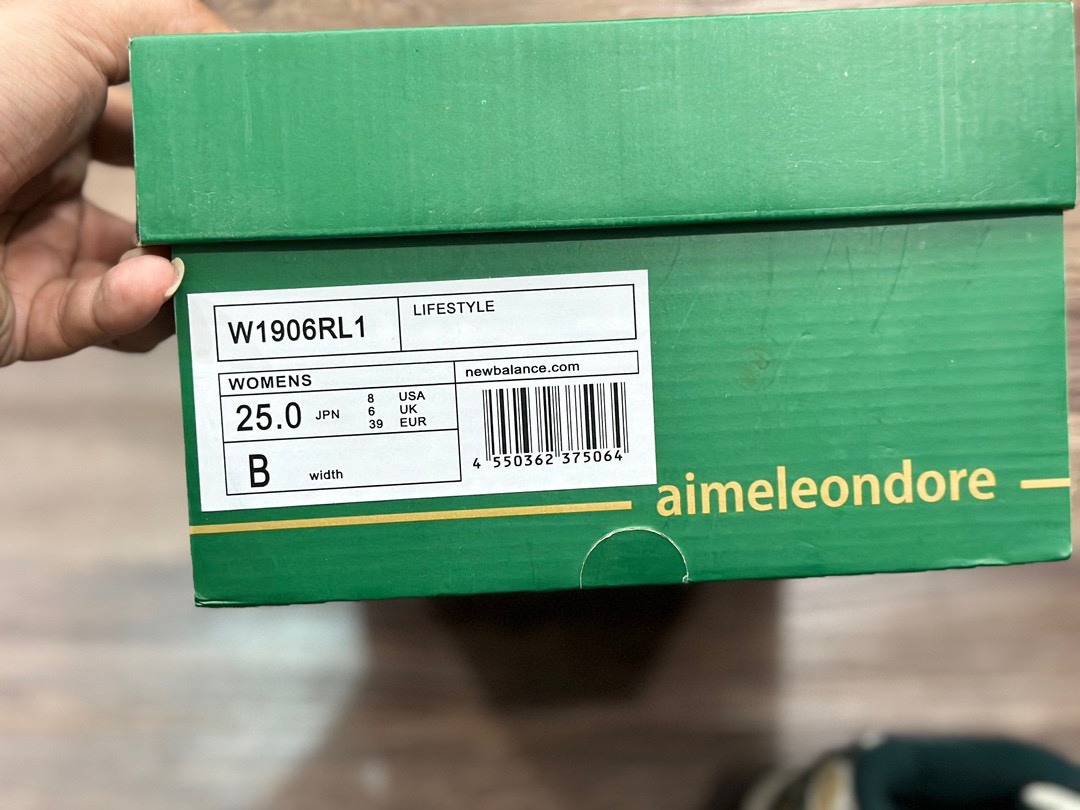 W1906RL1
LIFESTYLE
WOMENS
newbalance.com
25.0 JPN
8 USA
6 UK
39 EUR
B width
4 550362 375064
aimeleondore